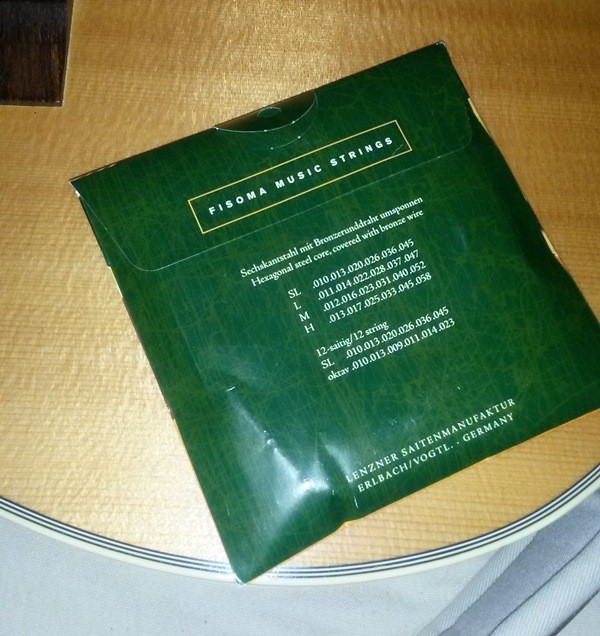 FISOMA MUSIC STRINGS
Sechskantstahl mit Bronzerunddraht umsponnen
Hexagonal steel core, covered with bronze wire
SL .010.013.020.026.036.045
L .011.014.022.028.037.047
M .012.016.023.031.040.052
H .013.017.025.033.045.058
12-saitig/12 string
SL .010.013.020.026.036.045
oktav .010.013.009.011.014.023
LENZNER SAITENMANUFAKTUR
ERLBACH/VOGTL. - GERMANY